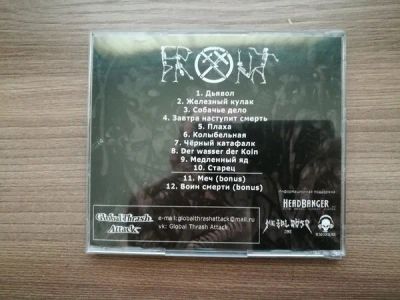 FRONT
1. Дьявол
2. Железный кулак
3. Собачье дело
4. Завтра наступит смерть
5. Плаха
6. Колыбельная
7. Чёрный катафалк
8. Der wasser der Koln
9. Медленный яд
10. Старец
11. Меч (bonus)
12. Воин смерти (bonus)
Информационная поддержка
HEADBANGER
Global Thrash
Attack
e-mail:globalthrashattack@mail.ru
vk: Global Thrash Attack